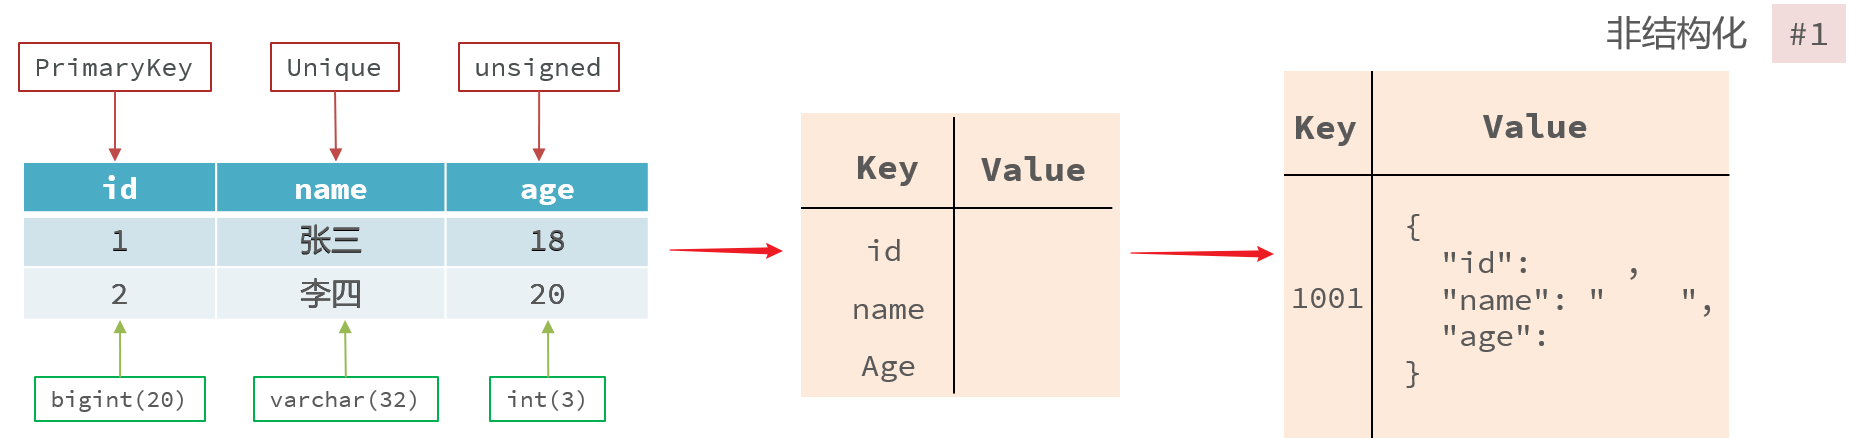 非结构化 #1
PrimaryKey Unique unsigned
id name age
1 张三 18
2 李四 20
bigint(20) varchar(32) int(3)
Key Value
id
name
Age
Key Value
1001
{
"id": ,
"name": " ",
"age":
}